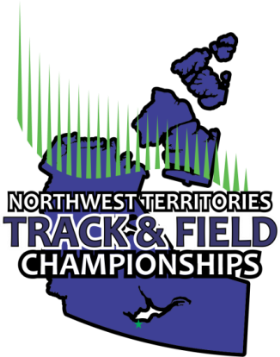 NORTHWEST TERRITORIES
TRACK & FIELD
CHAMPIONSHIPS